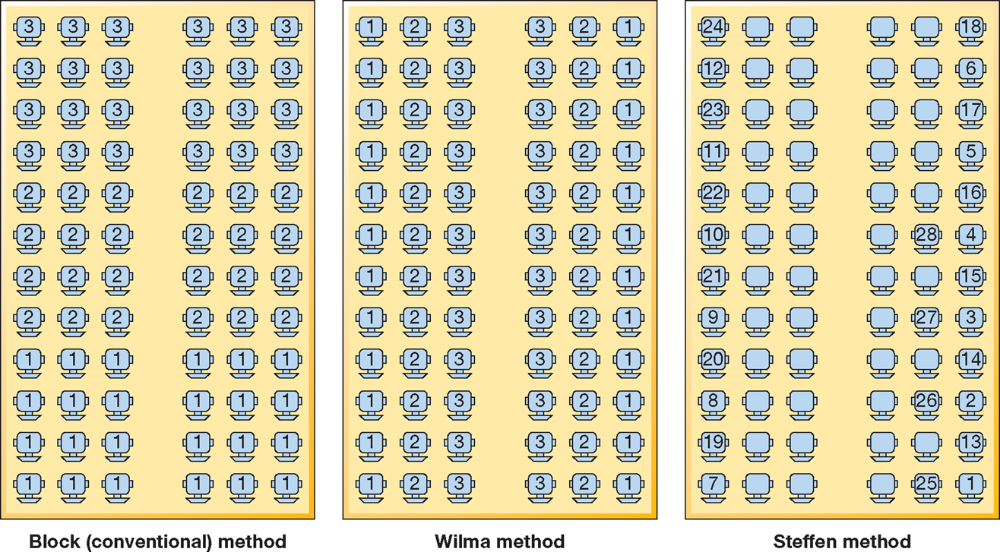 3 3 3 3 3 3 1 2 3 3 2 1 24 18
3 3 3 3 3 3 1 2 3 3 2 1 12 6
3 3 3 3 3 3 1 2 3 3 2 1 23 17
3 3 3 3 3 3 1 2 3 3 2 1 11 5
2 2 2 2 2 2 1 2 3 3 2 1 22 16
2 2 2 2 2 2 1 2 3 3 2 1 10 28 4
2 2 2 2 2 2 1 2 3 3 2 1 21 15
2 2 2 2 2 2 1 2 3 3 2 1 9 27 3
1 1 1 1 1 1 1 2 3 3 2 1 20 14
1 1 1 1 1 1 1 2 3 3 2 1 8 26 2
1 1 1 1 1 1 1 2 3 3 2 1 19 13
1 1 1 1 1 1 1 2 3 3 2 1 7 25 1
Block (conventional) method Wilma method Steffen method